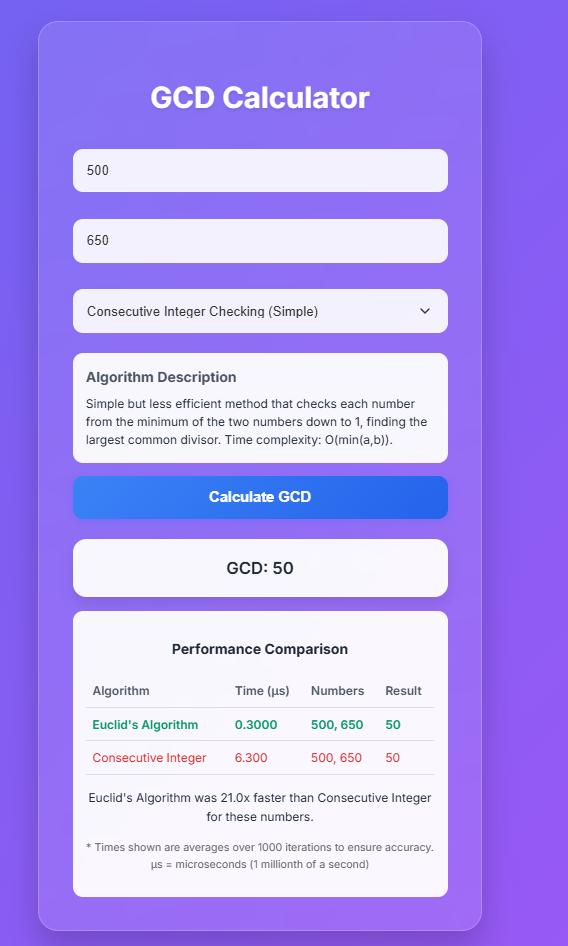 GCD Calculator
500
650
Consecutive Integer Checking (Simple)
Algorithm Description
Simple but less efficient method that checks each number
from the minimum of the two numbers down to 1, finding the
largest common divisor. Time complexity: O(min(a,b)).
Calculate GCD
GCD: 50
Performance Comparison
Algorithm Time (μs) Numbers Result
Euclid's Algorithm 0.3000 500, 650 50
Consecutive Integer 6.300 500, 650 50
Euclid's Algorithm was 21.0x faster than Consecutive Integer
for these numbers.
* Times shown are averages over 1000 iterations to ensure accuracy.
μs = microseconds (1 millionth of a second)